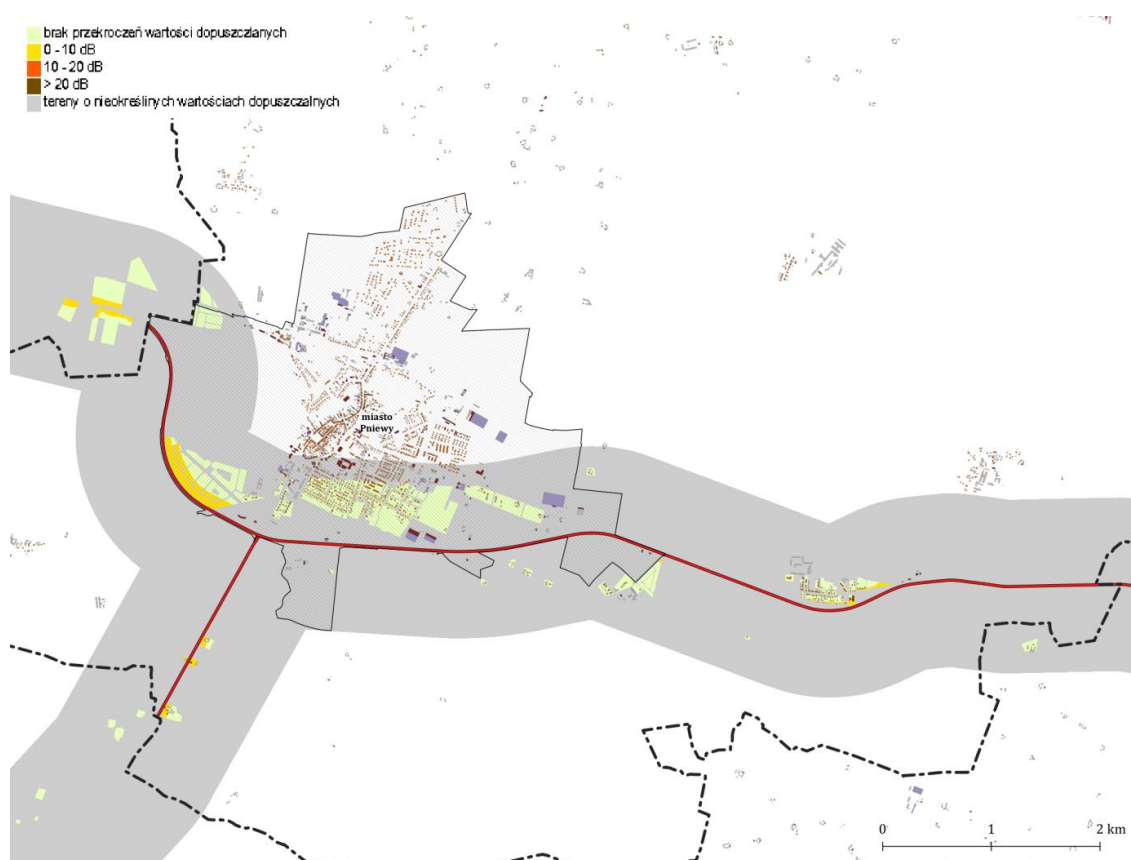 brak przekroczeń wartości dopuszczlanych
0 - 10 dB
10 - 20 dB
> 20 dB
tereny o nieokreślinych wartościach dopuszczalnych
miasto
Pniewy
0 1 2 km